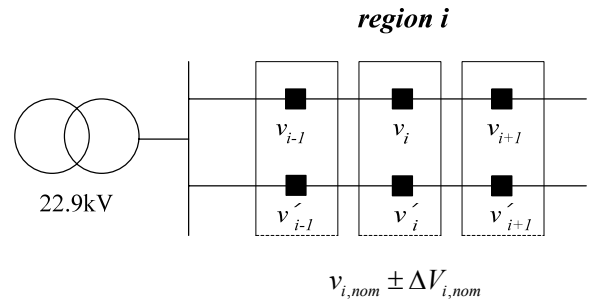 region i
v_{i-1} v_i v_{i+1}
22.9kV
v´_{i-1} v´_i v´_{i+1}
v_{i,nom} ± ΔV_{i,nom}